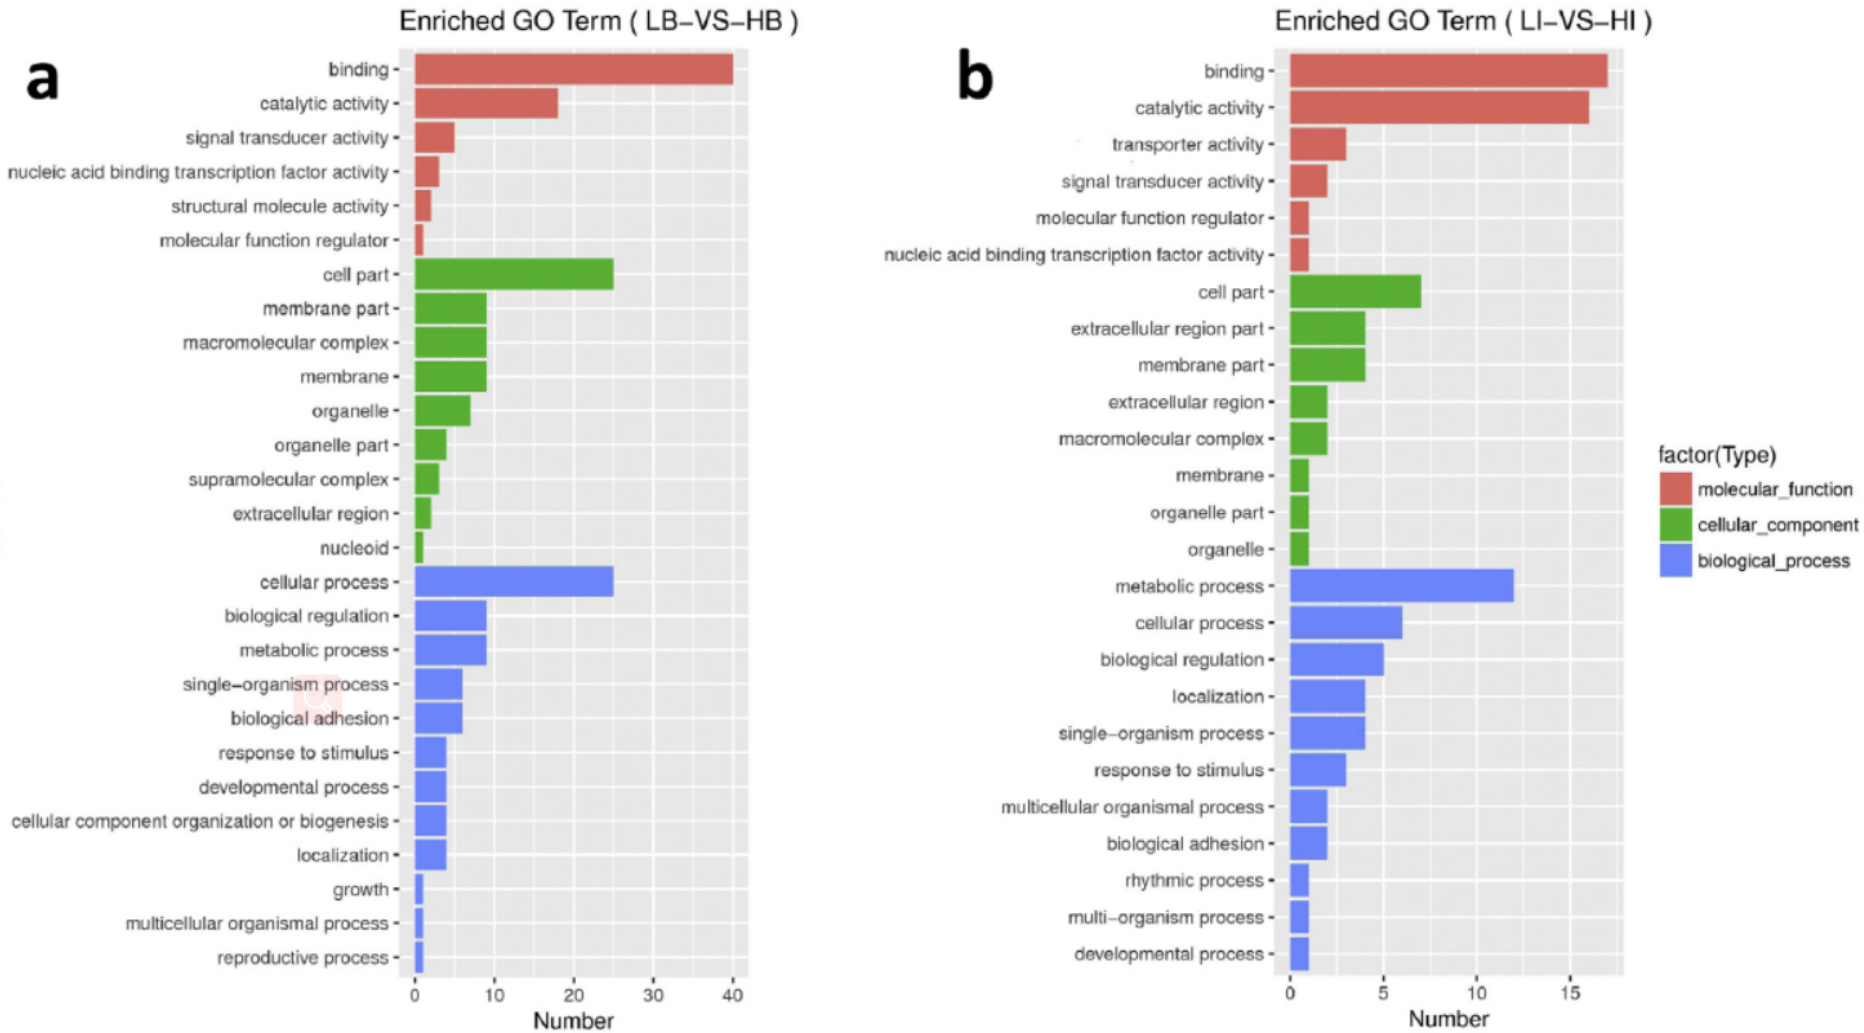 a
Enriched GO Term ( LB−VS−HB )
binding
catalytic activity
signal transducer activity
nucleic acid binding transcription factor activity
structural molecule activity
molecular function regulator
cell part
membrane part
macromolecular complex
membrane
organelle
organelle part
supramolecular complex
extracellular region
nucleoid
cellular process
biological regulation
metabolic process
single−organism process
biological adhesion
response to stimulus
developmental process
cellular component organization or biogenesis
localization
growth
multicellular organismal process
reproductive process
0 10 20 30 40
Number
b
Enriched GO Term ( LI−VS−HI )
binding
catalytic activity
transporter activity
signal transducer activity
molecular function regulator
nucleic acid binding transcription factor activity
cell part
extracellular region part
membrane part
extracellular region
macromolecular complex
membrane
organelle part
organelle
metabolic process
cellular process
biological regulation
localization
single−organism process
response to stimulus
multicellular organismal process
biological adhesion
rhythmic process
multi−organism process
developmental process
0 5 10 15
Number
factor(Type)
molecular_function
cellular_component
biological_process